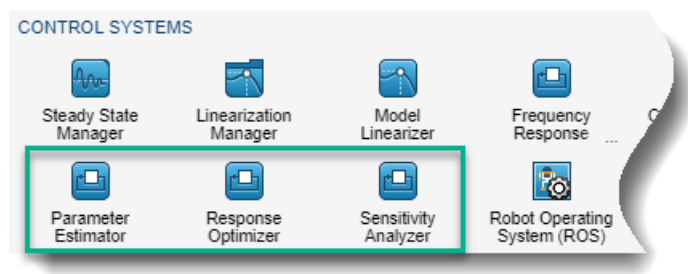 CONTROL SYSTEMS
Steady State
Manager
Linearization
Manager
Model
Linearizer
Frequency
Response ...
Parameter
Estimator
Response
Optimizer
Sensitivity
Analyzer
Robot Operating
System (ROS)